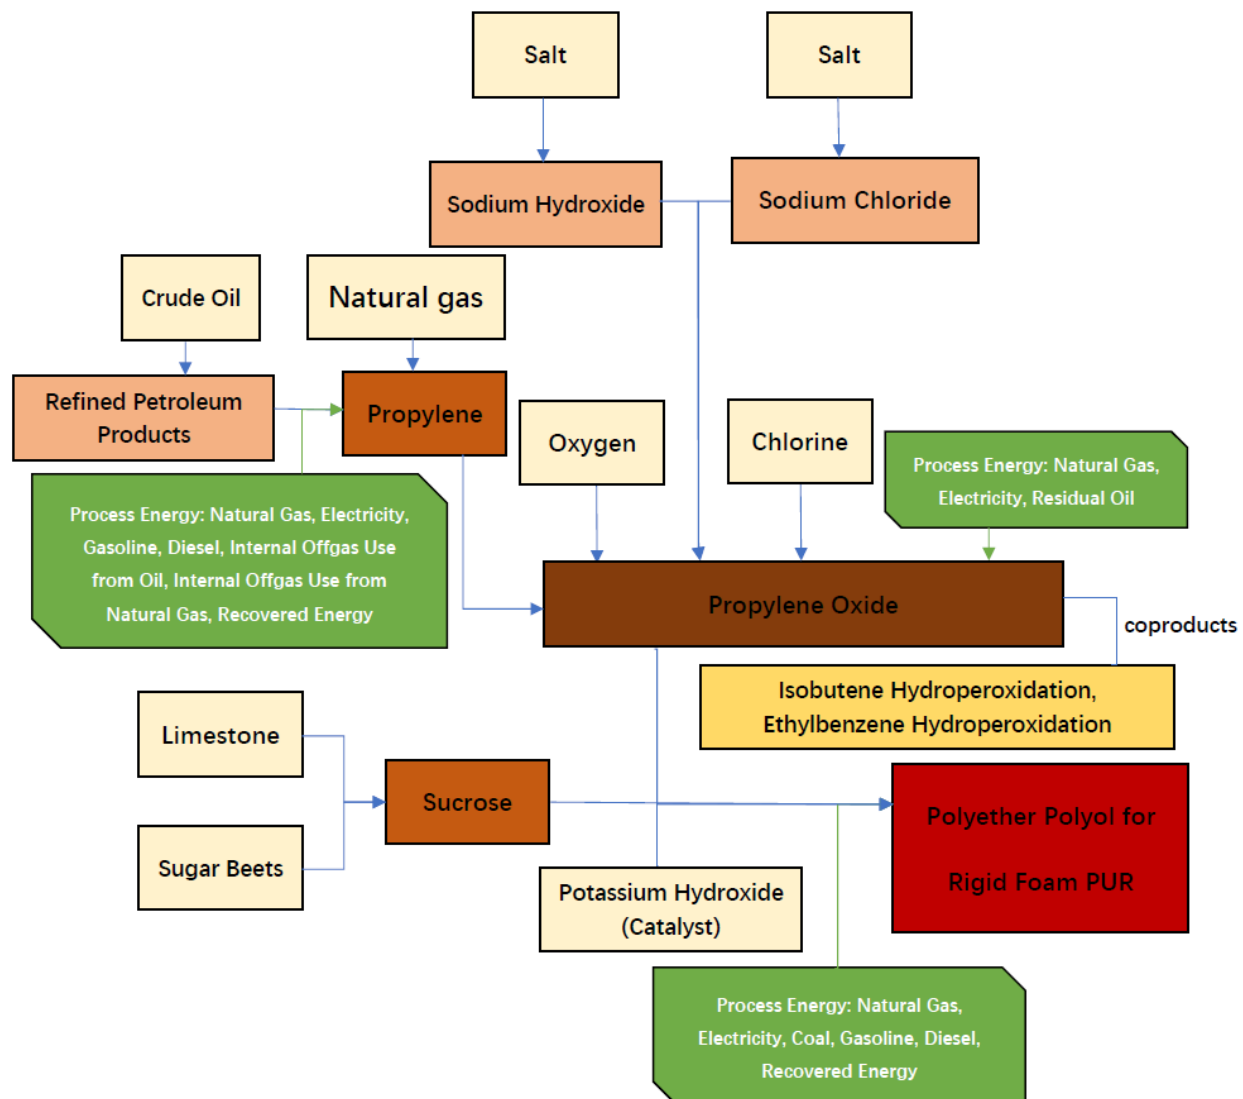 Salt
Salt
Sodium Hydroxide
Sodium Chloride
Crude Oil
Natural gas
Refined Petroleum
Products
Propylene
Oxygen
Chlorine
Process Energy: Natural Gas,
Electricity, Residual Oil
Process Energy: Natural Gas, Electricity,
Gasoline, Diesel, Internal Offgas Use
from Oil, Internal Offgas Use from
Natural Gas, Recovered Energy
Propylene Oxide
coproducts
Isobutene Hydroperoxidation,
Ethylbenzene Hydroperoxidation
Limestone
Sucrose
Sugar Beets
Polyether Polyol for
Rigid Foam PUR
Potassium Hydroxide
(Catalyst)
Process Energy: Natural Gas,
Electricity, Coal, Gasoline, Diesel,
Recovered Energy